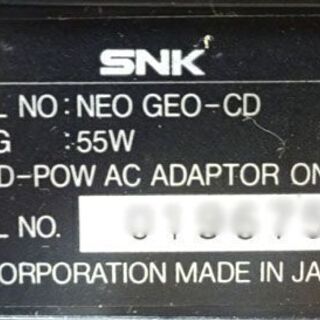 SNK
L NO: NEO GEO-CD
G :55W
D-POW AC ADAPTOR ON
L NO.
ORPORATION MADE IN JA